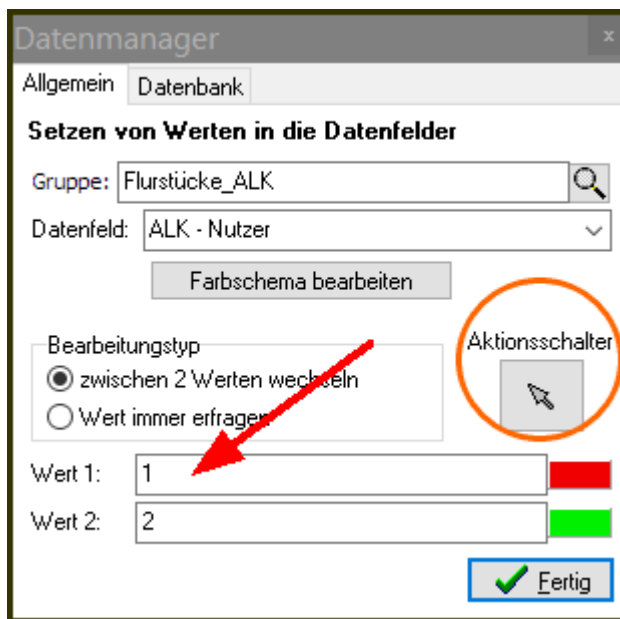 Datenmanager
x
Allgemein Datenbank
Setzen von Werten in die Datenfelder
Gruppe: Flurstücke_ALK
Datenfeld: ALK - Nutzer
Farbschema bearbeiten
Bearbeitungstyp
Aktionsschalter
zwischen 2 Werten wechseln
Wert immer erfragen
Wert 1: 1
Wert 2: 2
Fertig